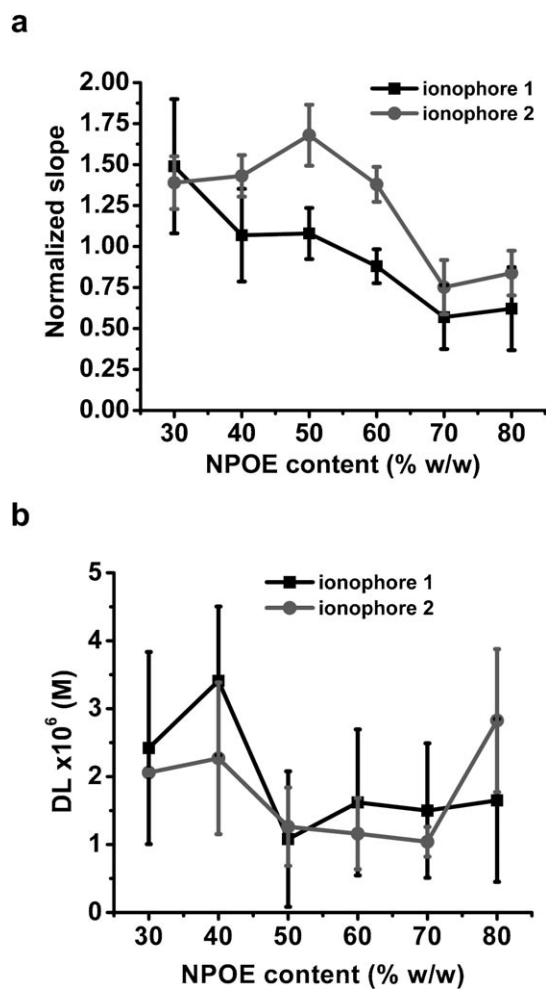 a
Normalized slope
2.00
1.75
1.50
1.25
1.00
0.75
0.50
0.25
0.00
ionophore 1
ionophore 2
30 40 50 60 70 80
NPOE content (% w/w)
b
DL x10⁶ (M)
5
4
3
2
1
0
ionophore 1
ionophore 2
30 40 50 60 70 80
NPOE content (% w/w)